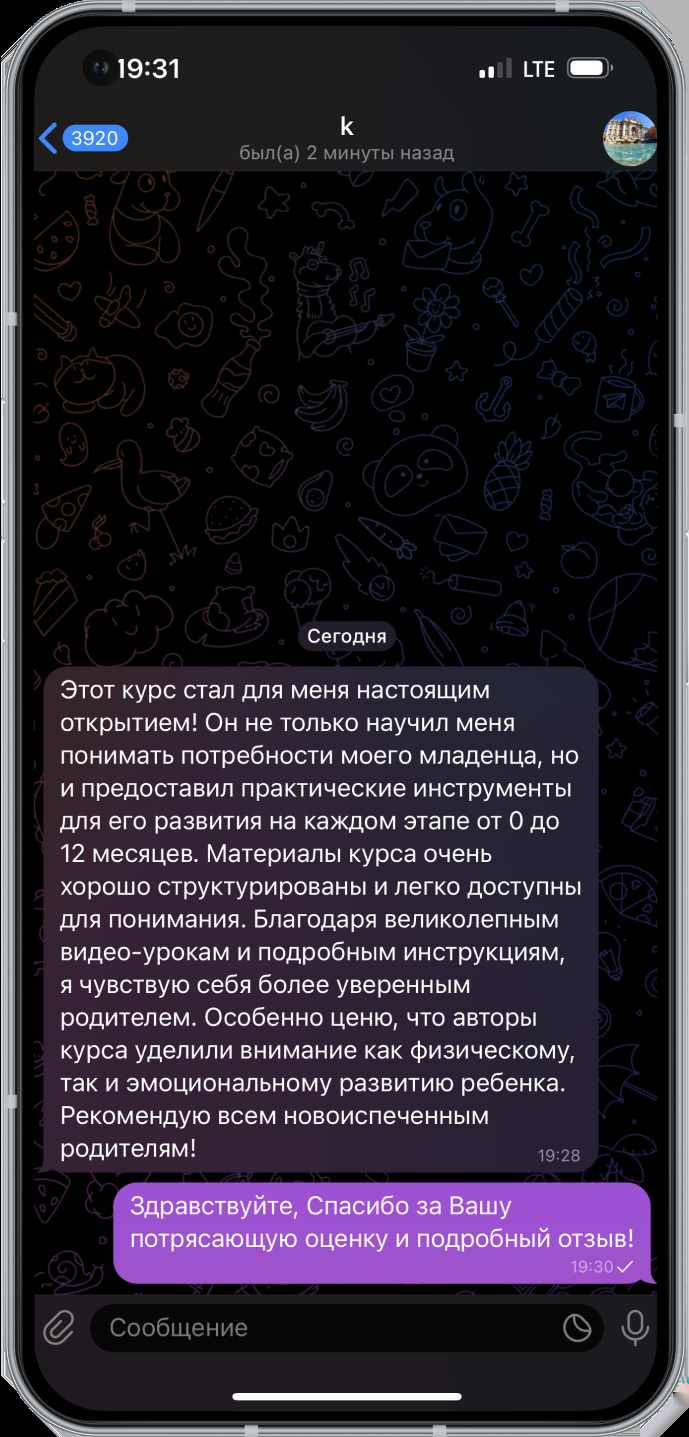 19:31
LTE
3920
k
был(а) 2 минуты назад
Сегодня
Этот курс стал для меня настоящим
открытием! Он не только научил меня
понимать потребности моего младенца, но
и предоставил практические инструменты
для его развития на каждом этапе от 0 до
12 месяцев. Материалы курса очень
хорошо структурированы и легко доступны
для понимания. Благодаря великолепным
видео-урокам и подробным инструкциям,
я чувствую себя более уверенным
родителем. Особенно ценю, что авторы
курса уделили внимание как физическому,
так и эмоциональному развитию ребенка.
Рекомендую всем новоиспеченным
родителям!
19:28
Здравствуйте, Спасибо за Вашу
потрясающую оценку и подробный отзыв!
19:30
Сообщение